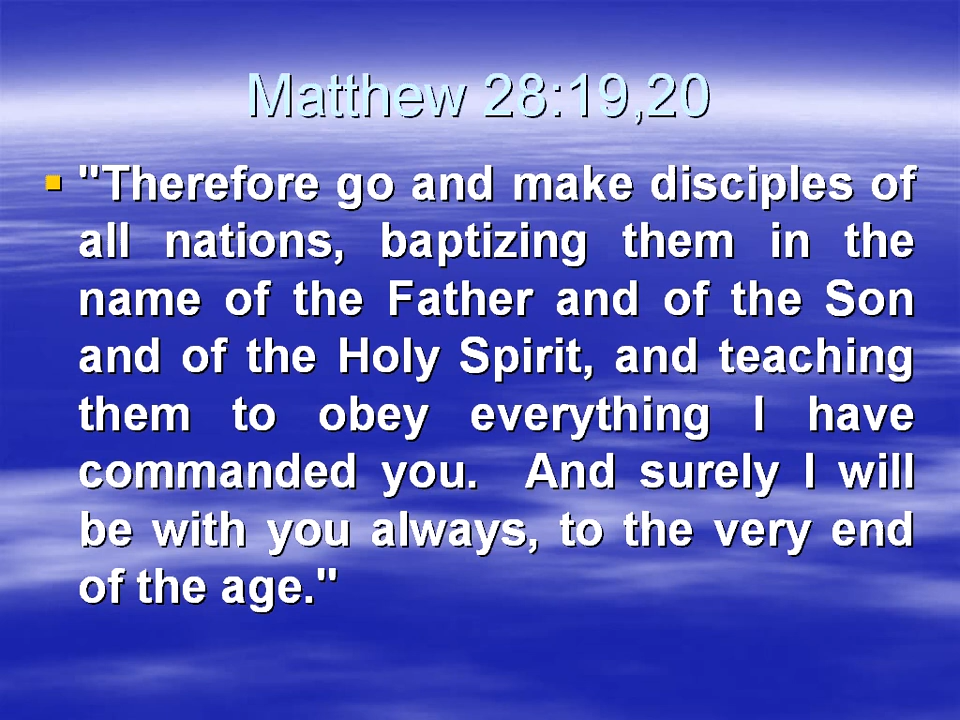 Matthew 28:19,20
▪ "Therefore go and make disciples of
all nations, baptizing them in the
name of the Father and of the Son
and of the Holy Spirit, and teaching
them to obey everything I have
commanded you.  And surely I will
be with you always, to the very end
of the age."